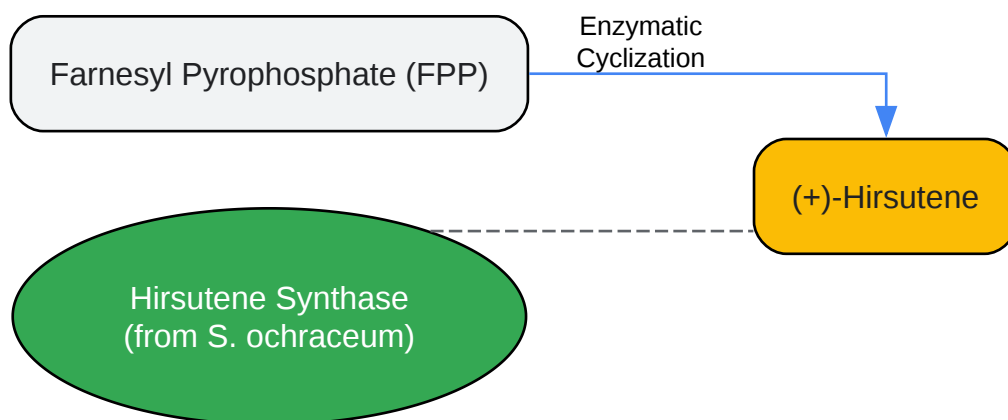 Farnesyl Pyrophosphate (FPP)
Enzymatic
Cyclization
(+)-Hirsutene
Hirsutene Synthase
(from S. ochraceum)